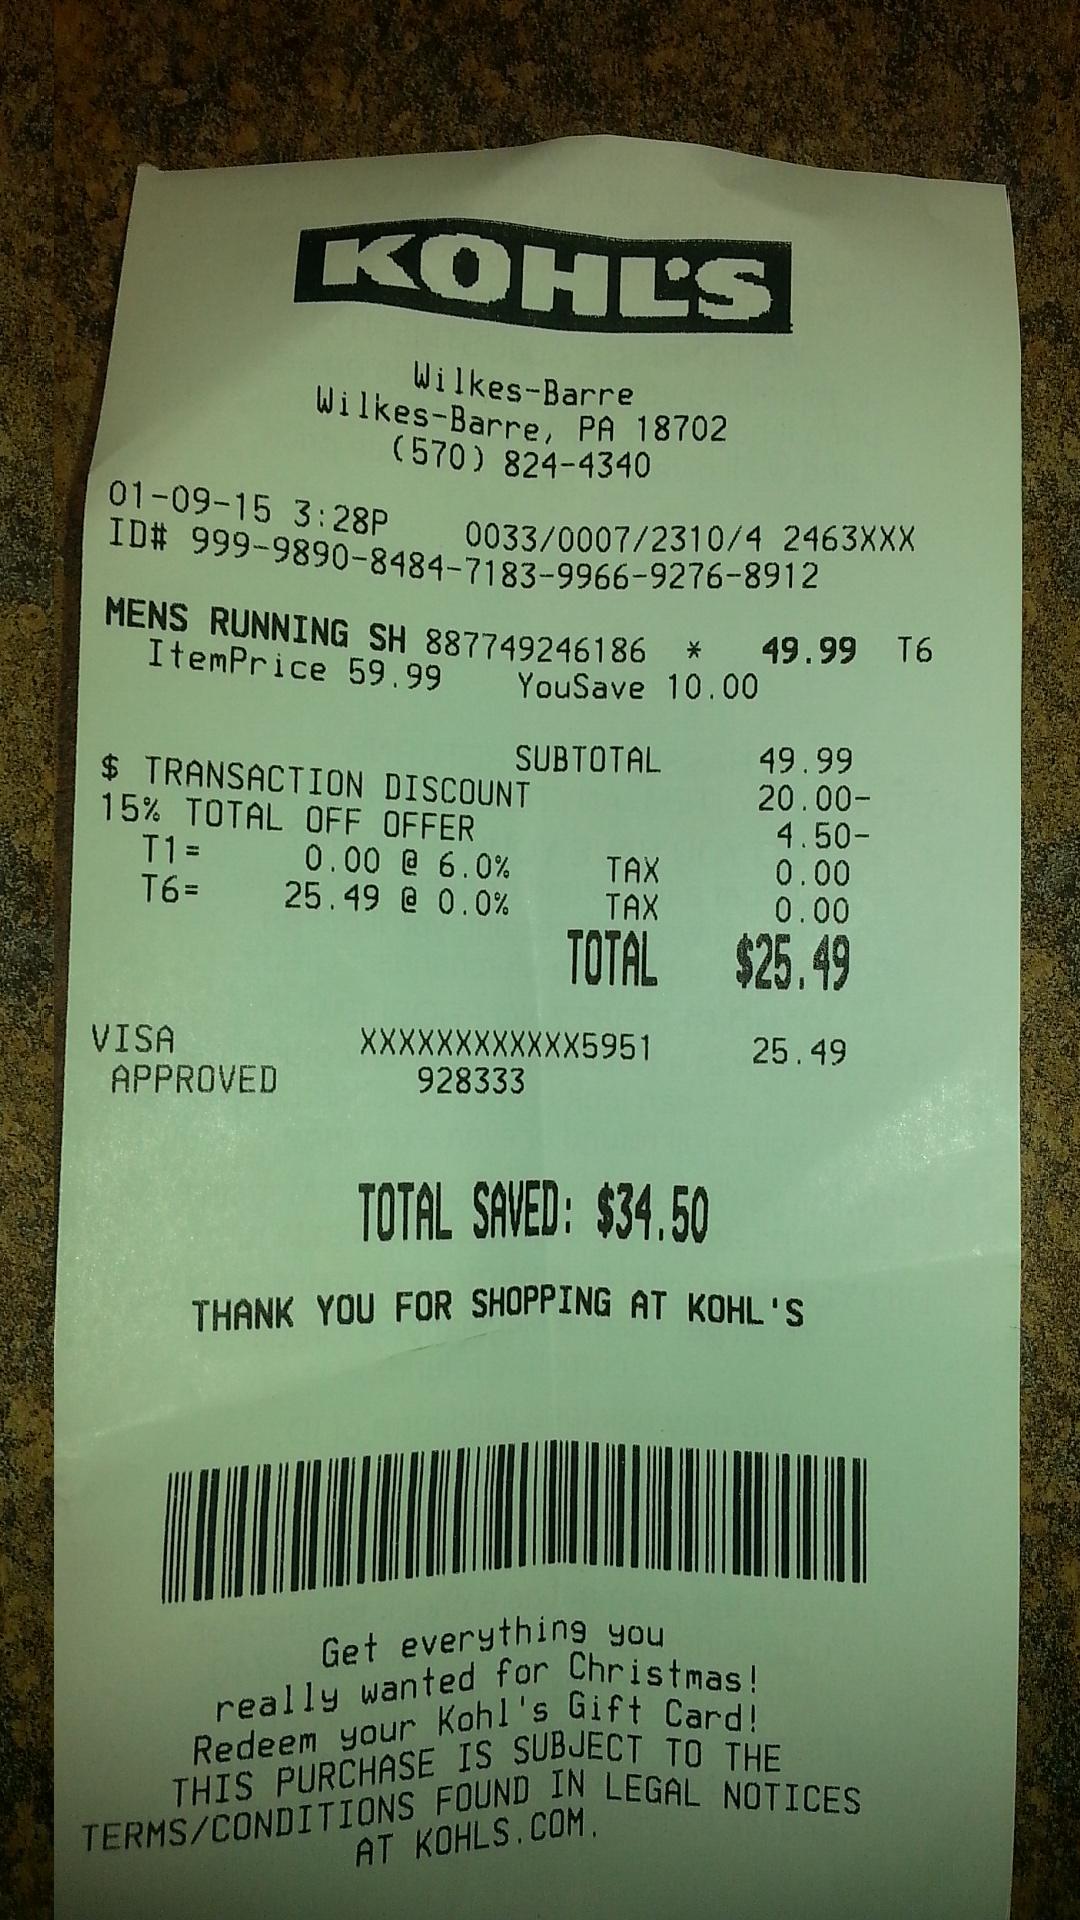 KOHL'S
Wilkes-Barre
Wilkes-Barre, PA 18702
(570) 824-4340
01-09-15 3:28P 0033/0007/2310/4 2463XXX
ID# 999-9890-8484-7183-9966-9276-8912
MENS RUNNING SH 887749246186 * 49.99 T6
ItemPrice 59.99 YouSave 10.00
SUBTOTAL 49.99
$ TRANSACTION DISCOUNT 20.00-
15% TOTAL OFF OFFER 4.50-
T1= 0.00 @ 6.0% TAX 0.00
T6= 25.49 @ 0.0% TAX 0.00
TOTAL $25.49
VISA XXXXXXXXXXXX5951 25.49
APPROVED 928333
TOTAL SAVED: $34.50
THANK YOU FOR SHOPPING AT KOHL'S
Get everything you
really wanted for Christmas!
Redeem your Kohl's Gift Card!
THIS PURCHASE IS SUBJECT TO THE
TERMS/CONDITIONS FOUND IN LEGAL NOTICES
AT KOHLS.COM.